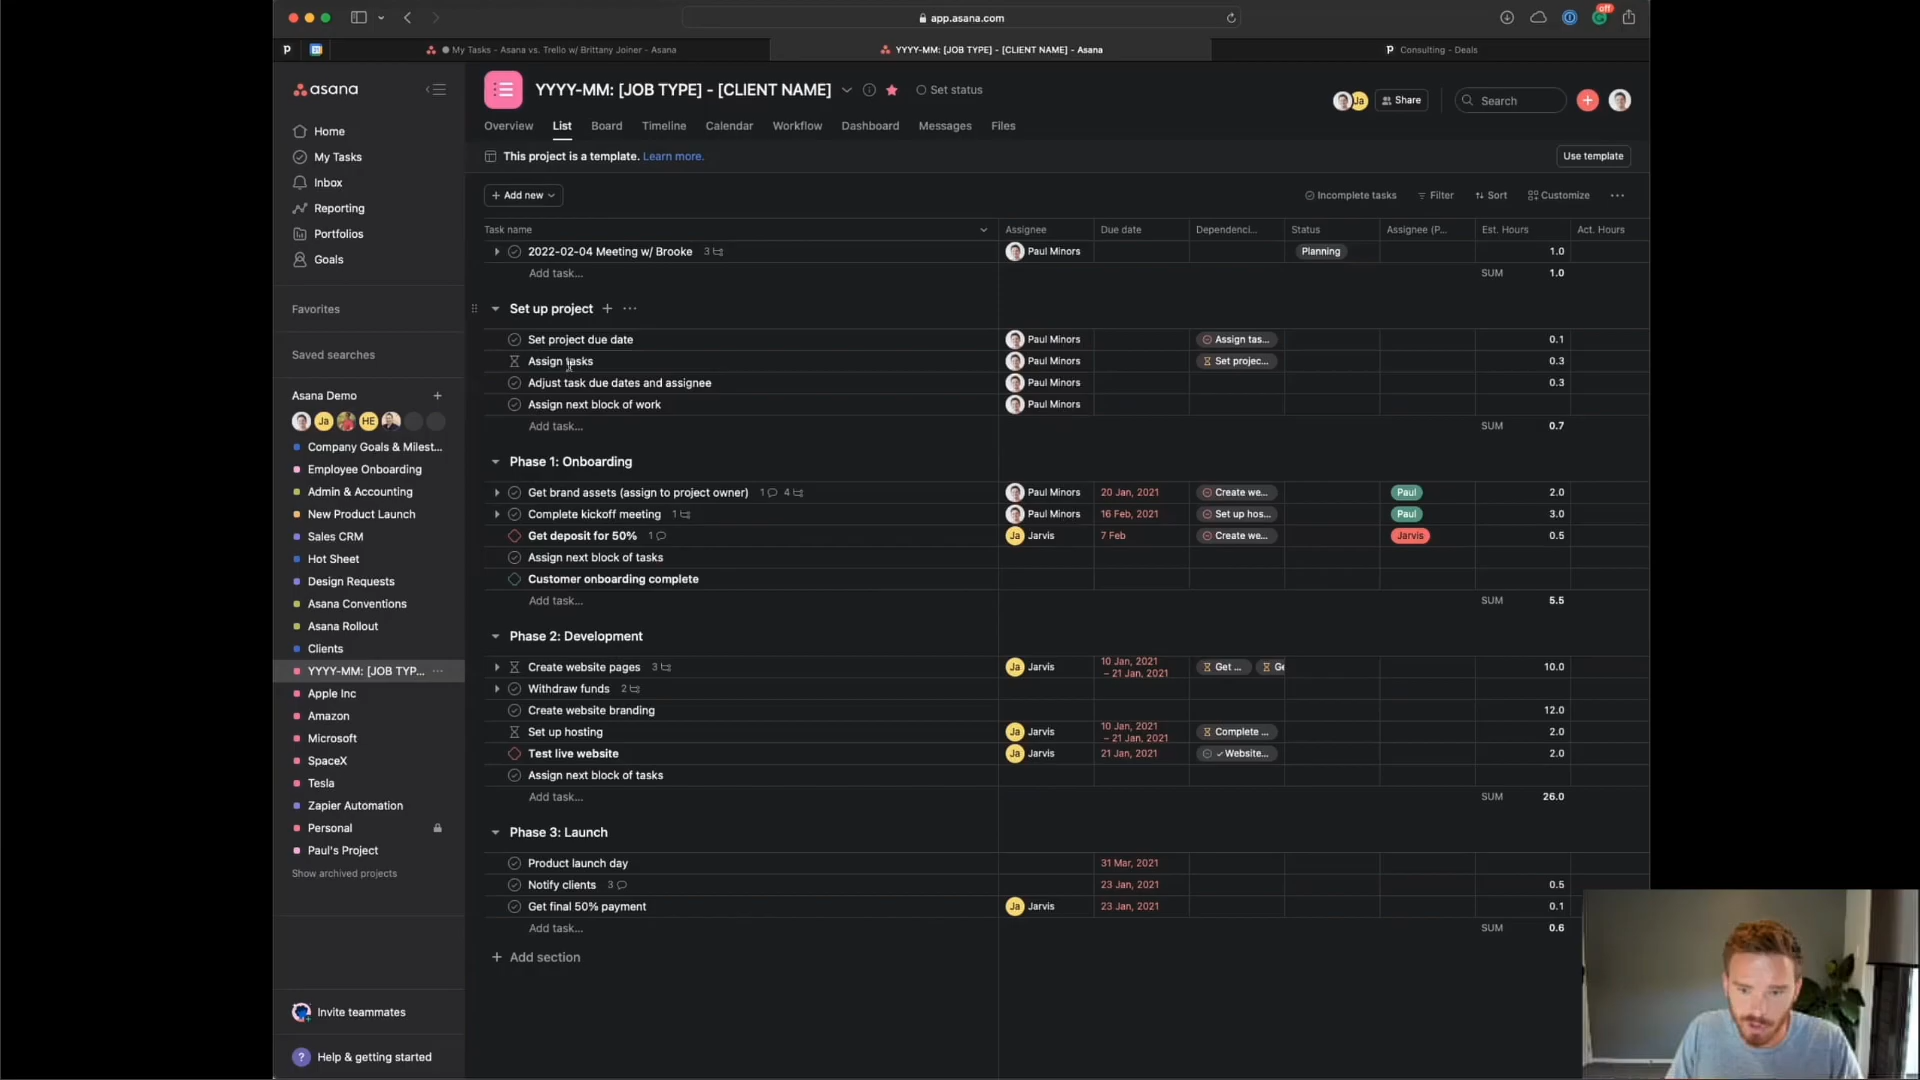 app.asana.com
off
P
My Tasks - Asana vs. Trello w/ Brittany Joiner - Asana
YYYY-MM: [JOB TYPE] - [CLIENT NAME] - Asana
P Consulting - Deals
asana
YYYY-MM: [JOB TYPE] - [CLIENT NAME]
Set status
Ja
Share
Search
Home
My Tasks
Inbox
Reporting
Portfolios
Goals
Favorites
Saved searches
Asana Demo
Ja
HE
Company Goals & Milest...
Employee Onboarding
Admin & Accounting
New Product Launch
Sales CRM
Hot Sheet
Design Requests
Asana Conventions
Asana Rollout
Clients
YYYY-MM: [JOB TYP...
Apple Inc
Amazon
Microsoft
SpaceX
Tesla
Zapier Automation
Personal
Paul's Project
Show archived projects
Invite teammates
? Help & getting started
Overview List Board Timeline Calendar Workflow Dashboard Messages Files
This project is a template. Learn more.
Use template
+ Add new
Incomplete tasks Filter Sort Customize
Task name Assignee Due date Dependenci... Status Assignee (P... Est. Hours Act. Hours
2022-02-04 Meeting w/ Brooke 3 Paul Minors Planning 1.0
Add task... SUM 1.0
Set up project
Set project due date Paul Minors Assign tas... 0.1
Assign tasks Paul Minors Set projec... 0.3
Adjust task due dates and assignee Paul Minors 0.3
Assign next block of work Paul Minors
Add task... SUM 0.7
Phase 1: Onboarding
Get brand assets (assign to project owner) 1 4 Paul Minors 20 Jan, 2021 Create we... Paul 2.0
Complete kickoff meeting 1 Paul Minors 16 Feb, 2021 Set up hos... Paul 3.0
Get deposit for 50% 1 Ja Jarvis 7 Feb Create we... Jarvis 0.5
Assign next block of tasks
Customer onboarding complete
Add task... SUM 5.5
Phase 2: Development
Create website pages 3 Ja Jarvis 10 Jan, 2021 – 21 Jan, 2021 Get ... Ge 10.0
Withdraw funds 2
Create website branding 12.0
Set up hosting Ja Jarvis 10 Jan, 2021 – 21 Jan, 2021 Complete ... 2.0
Test live website Ja Jarvis 21 Jan, 2021 Website... 2.0
Assign next block of tasks
Add task... SUM 26.0
Phase 3: Launch
Product launch day 31 Mar, 2021
Notify clients 3 23 Jan, 2021 0.5
Get final 50% payment Ja Jarvis 23 Jan, 2021 0.1
Add task... SUM 0.6
+ Add section